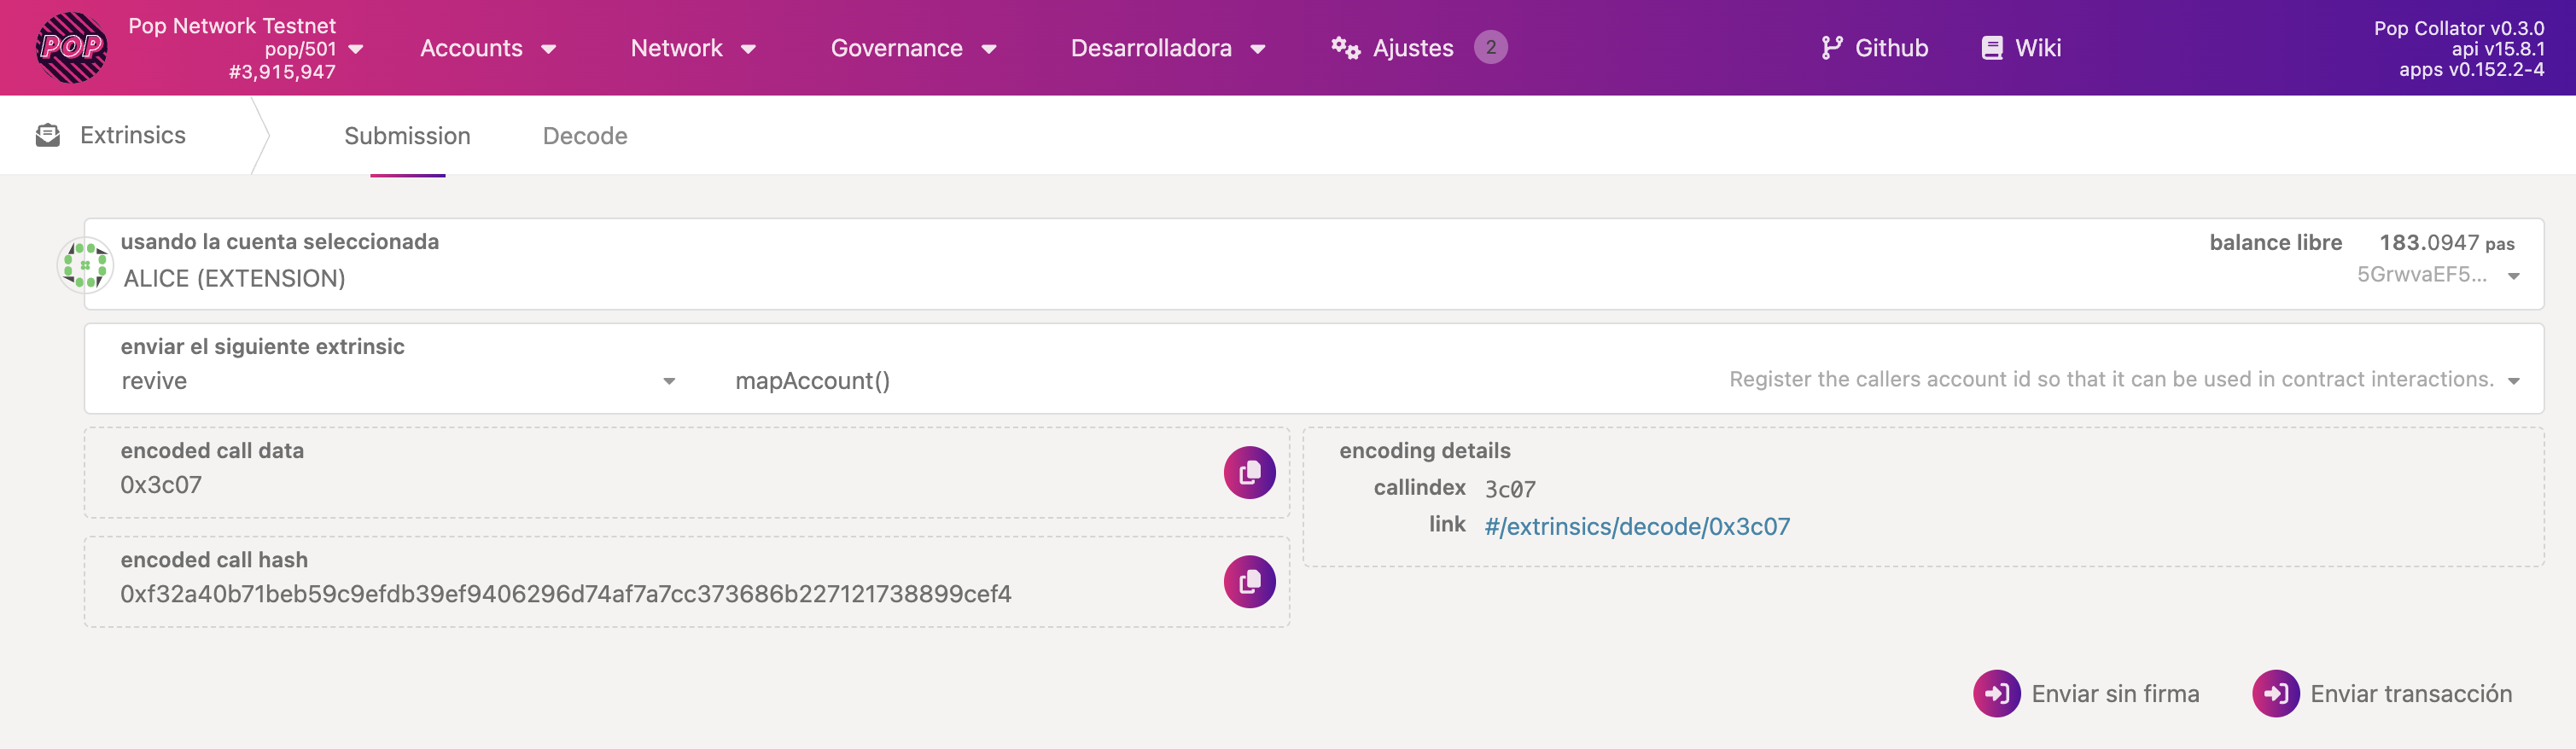 POP
Pop Network Testnet
pop/501
#3,915,947
Accounts
Network
Governance
Desarrolladora
Ajustes
2
Github
Wiki
Pop Collator v0.3.0
api v15.8.1
apps v0.152.2-4
Extrinsics
Submission
Decode
usando la cuenta seleccionada
ALICE (EXTENSION)
balance libre 183.0947 pas
5GrwvaEF5...
enviar el siguiente extrinsic
revive
mapAccount()
Register the callers account id so that it can be used in contract interactions.
encoded call data
0x3c07
encoding details
callindex 3c07
link #/extrinsics/decode/0x3c07
encoded call hash
0xf32a40b71beb59c9efdb39ef9406296d74af7a7cc373686b227121738899cef4
Enviar sin firma
Enviar transacción